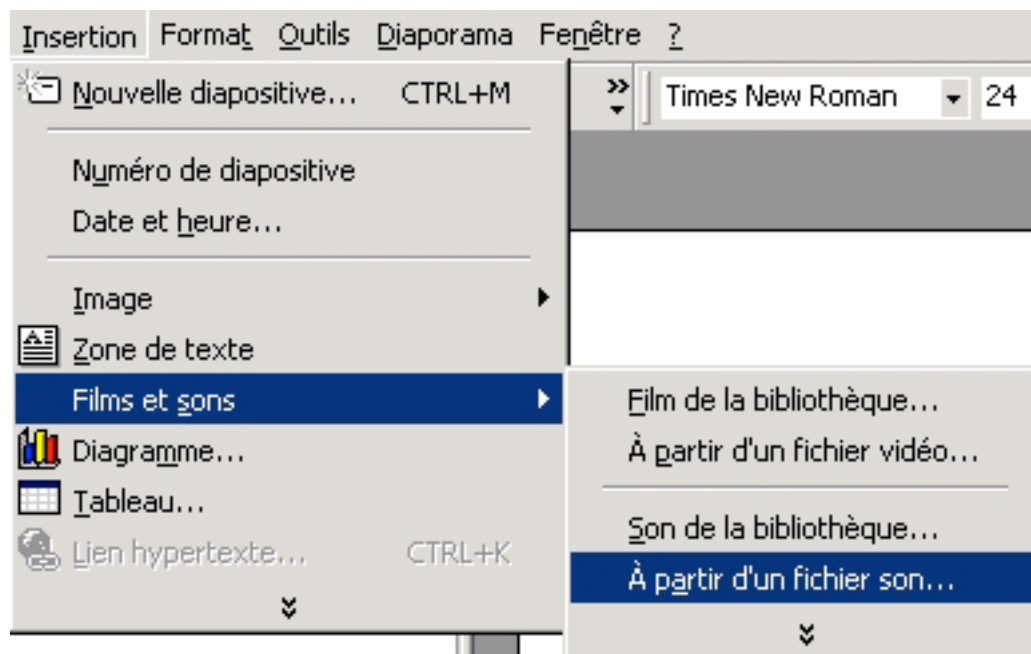 Insertion Format Outils Diaporama Fenêtre ?
Nouvelle diapositive... CTRL+M
Times New Roman 24
Numéro de diapositive
Date et heure...
Image
Zone de texte
Films et sons
Film de la bibliothèque...
Diagramme...
À partir d'un fichier vidéo...
Tableau...
Son de la bibliothèque...
Lien hypertexte... CTRL+K
À partir d'un fichier son...